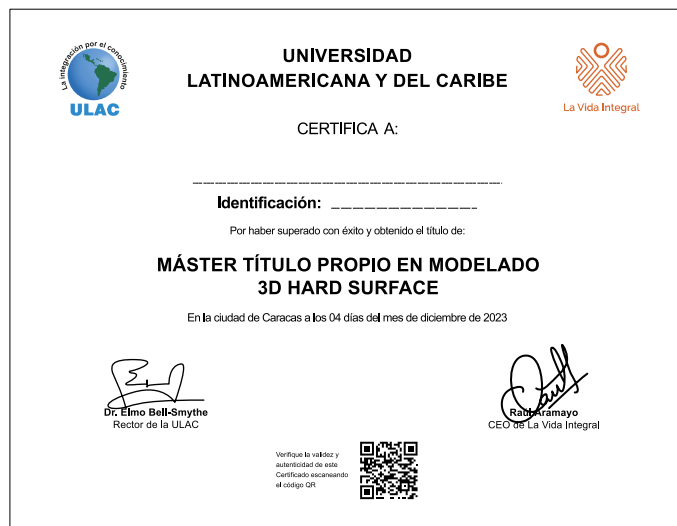 La integración por el conocimiento
ULAC
UNIVERSIDAD
LATINOAMERICANA Y DEL CARIBE
La Vida Integral
CERTIFICA A:
Identificación:
Por haber superado con éxito y obtenido el título de:
MÁSTER TÍTULO PROPIO EN MODELADO
3D HARD SURFACE
En la ciudad de Caracas a los 04 días del mes de diciembre de 2023
Dr. Elmo Bell-Smythe
Rector de la ULAC
Raúl Aramayo
CEO de La Vida Integral
Verifique la validez y
autenticidad de este
Certificado escaneando
el código QR